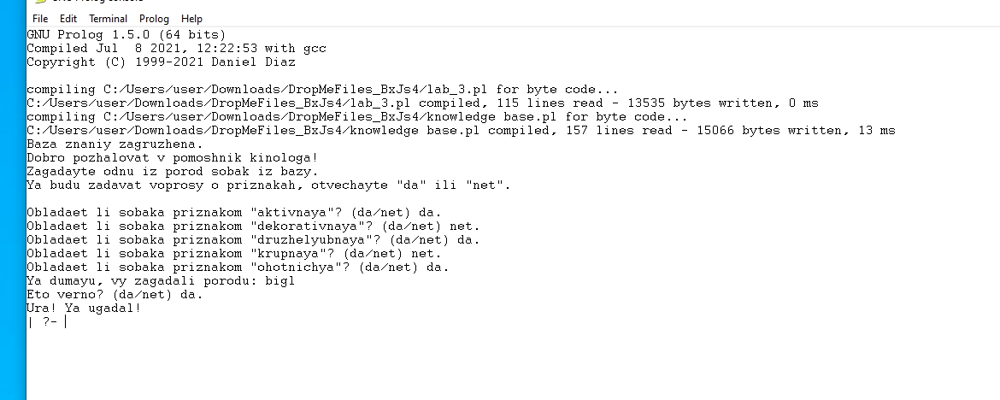 File Edit Terminal Prolog Help
GNU Prolog 1.5.0 (64 bits)
Compiled Jul  8 2021, 12:22:53 with gcc
Copyright (C) 1999-2021 Daniel Diaz
compiling C:/Users/user/Downloads/DropMeFiles_BxJs4/lab_3.pl for byte code...
C:/Users/user/Downloads/DropMeFiles_BxJs4/lab_3.pl compiled, 115 lines read - 13535 bytes written, 0 ms
compiling C:/Users/user/Downloads/DropMeFiles_BxJs4/knowledge base.pl for byte code...
C:/Users/user/Downloads/DropMeFiles_BxJs4/knowledge base.pl compiled, 157 lines read - 15066 bytes written, 13 ms
Baza znaniy zagruzhena.
Dobro pozhalovat v pomoshnik kinologa!
Zagadayte odnu iz porod sobak iz bazy.
Ya budu zadavat voprosy o priznakah, otvechayte "da" ili "net".
Obladaet li sobaka priznakom "aktivnaya"? (da/net) da.
Obladaet li sobaka priznakom "dekorativnaya"? (da/net) net.
Obladaet li sobaka priznakom "druzhelyubnaya"? (da/net) da.
Obladaet li sobaka priznakom "krupnaya"? (da/net) net.
Obladaet li sobaka priznakom "ohotnichya"? (da/net) da.
Ya dumayu, vy zagadali porodu: bigl
Eto verno? (da/net) da.
Ura! Ya ugadal!
| ?-